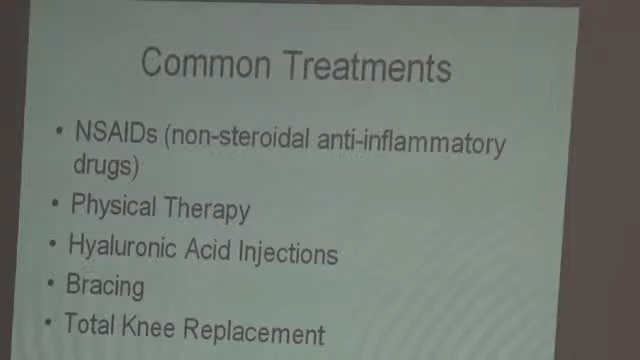 Common Treatments
• NSAIDs (non-steroidal anti-inflammatory
drugs)
• Physical Therapy
• Hyaluronic Acid Injections
• Bracing
• Total Knee Replacement